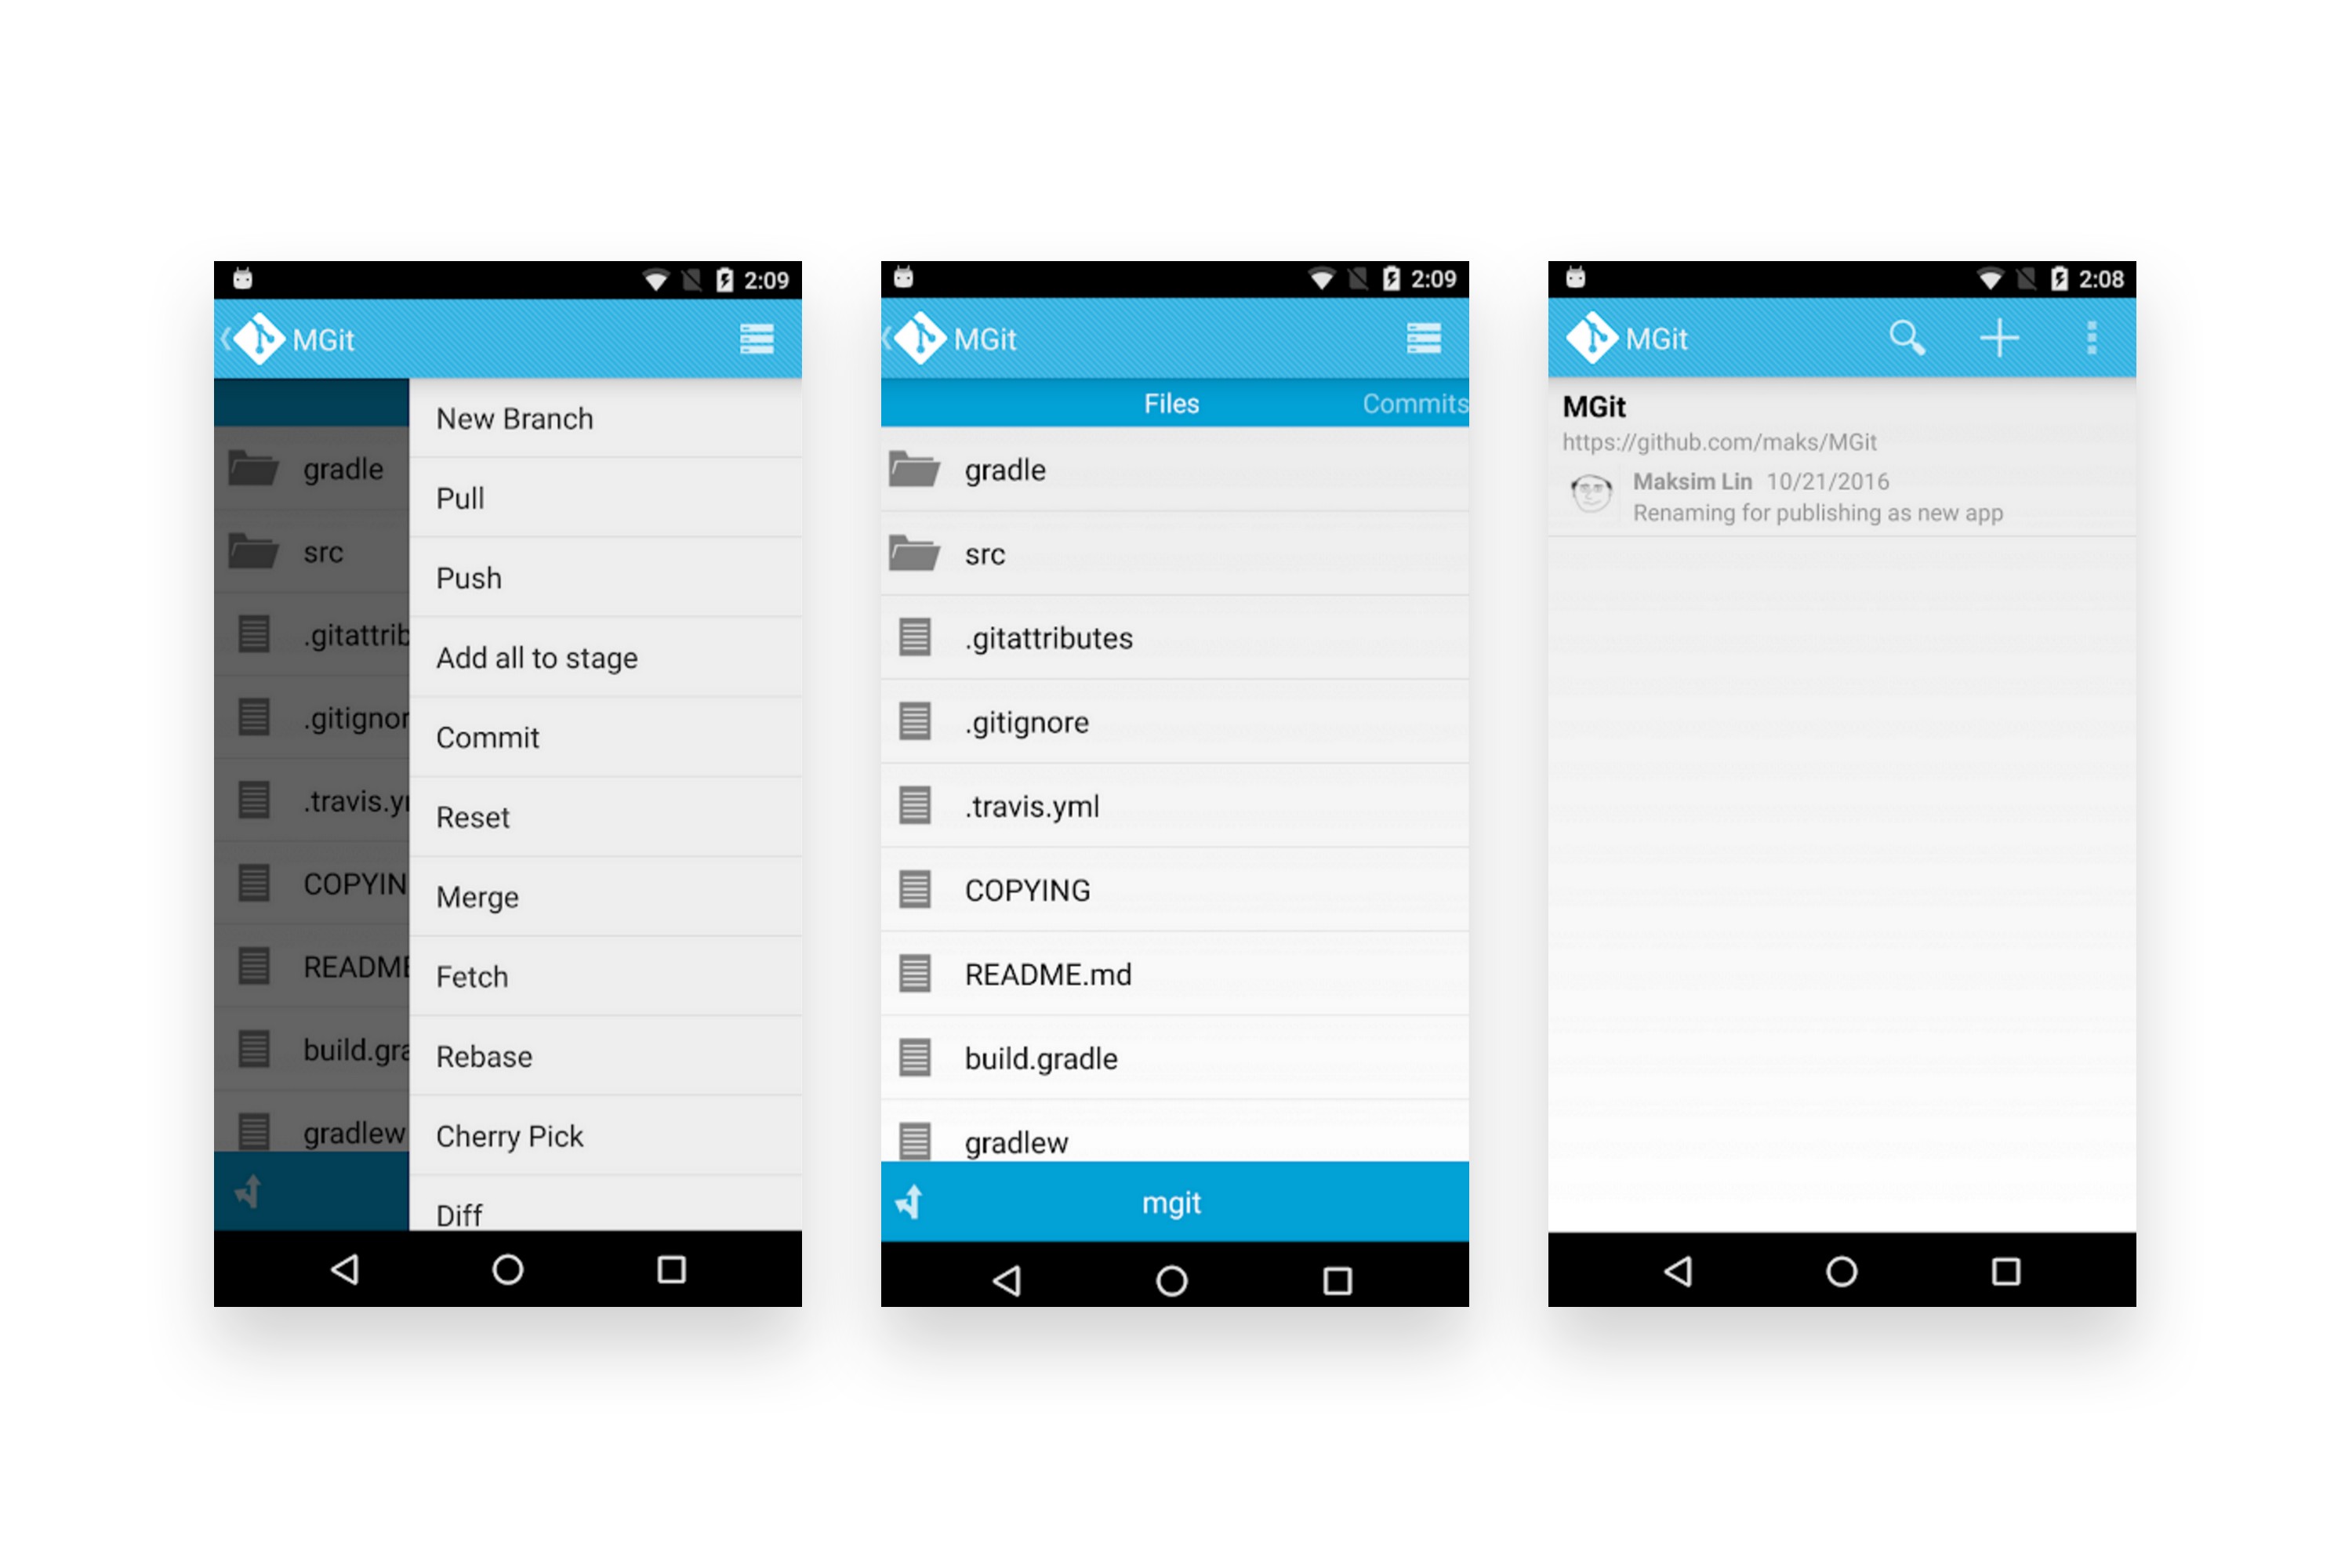 2:09
MGit
New Branch
gradle
Pull
src
Push
.gitattrib
Add all to stage
.gitignor
Commit
.travis.y
Reset
COPYIN
Merge
README
Fetch
build.gra
Rebase
gradlew
Cherry Pick
Diff
2:09
MGit
Files
Commits
gradle
src
.gitattributes
.gitignore
.travis.yml
COPYING
README.md
build.gradle
gradlew
mgit
2:08
MGit
MGit
https://github.com/maks/MGit
Maksim Lin 10/21/2016
Renaming for publishing as new app